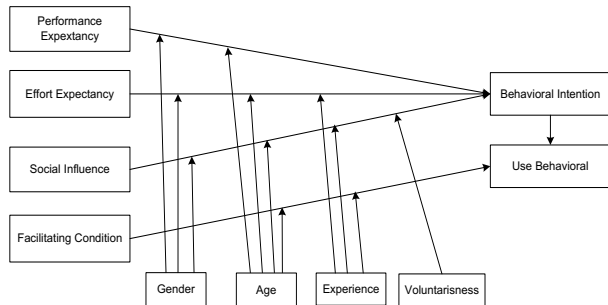 Performance
Expextancy
Effort Expectancy
Behavioral Intention
Social Influence
Use Behavioral
Facilitating Condition
Gender
Age
Experience
Voluntarisness